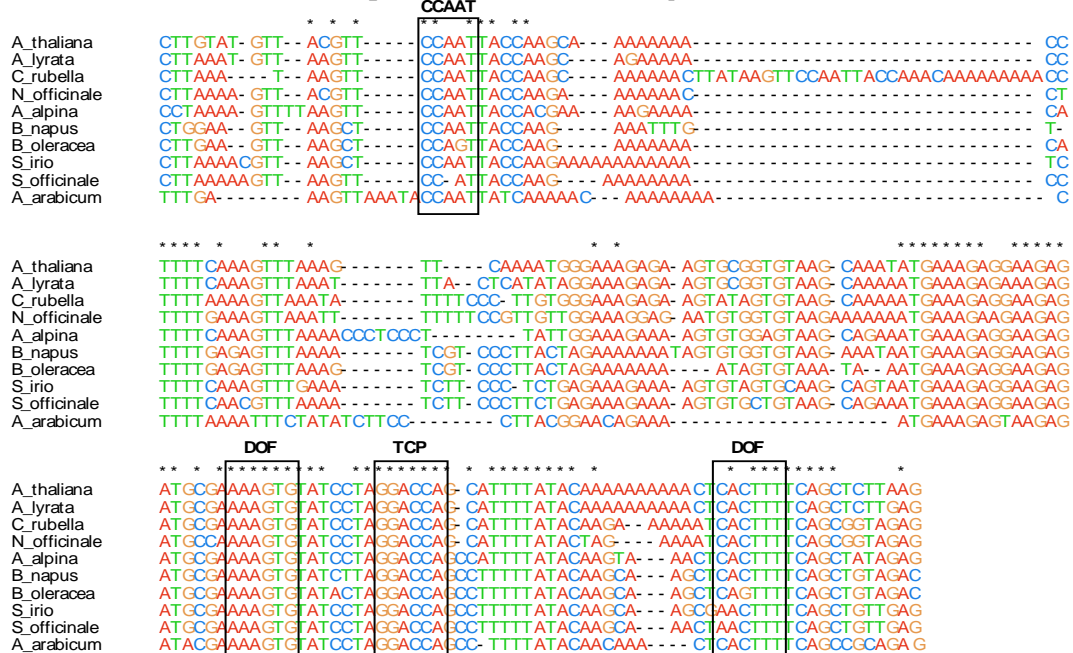 CCAAT
* * * * * * * * *
A_thaliana CTTGTAT-GTT--ACGTT-----CCAATTACCAAGCA---AAAAAAA-------------------------------CC
A_lyrata CTTAAAT-GTT--AAGTT-----CCAATTACCAAGC----AGAAAAA-------------------------------CC
C_rubella CTTAAA----T--AAGTT-----CCAATTACCAAGC----AAAAAACTTATAAGTTCCAATTACCAAACAAAAAAAAACC
N_officinale CTTAAAA-GTT--ACGTT-----CCAATTACCAAGA----AAAAAAC-------------------------------CT
A_alpina CCTAAAA-GTTTTAAGTT-----CCAATTACCACGAA---AAGAAAA-------------------------------CA
B_napus CTGGAA--GTT--AAGCT-----CCAATTACCAAG-----AAATTTG-------------------------------T-
B_oleracea CTTGAA--GTT--AAGCT-----CCAGTTACCAAG-----AAAAAAA-------------------------------CA
S_irio CTTAAAACGTT--AAGCT-----CCAATTACCAAGAAAAAAAAAAAA-------------------------------TC
S_officinale CTTAAAAAGTT--AAGTT-----CC-ATTACCAAG----AAAAAAAA-------------------------------CC
A_arabicum TTTGA--------AAGTTAAATACCAATTATCAAAAAC---AAAAAAAA------------------------------C
**** * ** * * * ******** *****
A_thaliana TTTTCAAAGTTTAAAG-------TT----CAAAATGGGAAAGAGA-AGTGCGGTGTAAG-CAAATATGAAAGAGGAAGAG
A_lyrata TTTTCAAAGTTTAAAT-------TTA--CTCATATAGGAAAGAGA-AGTGCGGTGTAAG-CAAAAATGAAAGAGAAAGAG
C_rubella TTTTAAAAGTTAAATA-------TTTTCCC-TTGTGGGAAAGAGA-AGTATAGTGTAAG-CAAAAATGAAAGAGGAAGAG
N_officinale TTTTGAAAGTTAAATT-------TTTTTCCGTTGTTGGAAAGGAG-AATGTGGTGTAAGAAAAAAATGAAAGAAGAAGAG
A_alpina TTTTCAAAGTTTAAAACCCTCCCT--------TATTGGAAAGAAA-AGTGTGGAGTAAG-CAGAAATGAAAGAGGAAGAG
B_napus TTTTGAGAGTTTAAAA-------TCGT-CCCTTACTAGAAAAAAATAGTGTGGTGTAAG-AAATAATGAAAGAGGAAGAG
B_oleracea TTTTGAGAGTTTAAAG-------TCGT-CCCTTACTAGAAAAAAA----ATAGTGTAAA-TA--AATGAAAGAGGAAGAG
S_irio TTTTCAAAGTTTGAAA-------TCTT-CCC-TCTGAGAAAGAAA-AGTGTAGTGCAAG-CAGTAATGAAAGAGGAAGAG
S_officinale TTTTCAACGTTTAAAA-------TCTT-CCCTTCTGAGAAAGAAA-AGTGTGCTGTAAG-CAGAAATGAAAGAGGAAGAG
A_arabicum TTTTAAAATTTCTATATCTTCC-------CTTACGGAACAGAAA--------------------ATGAAAGAGTAAGAG
DOF TCP DOF
** * * ********* ** ******* * ******** * * ******** *
A_thaliana ATGCGAAAAGTGTATCCTAGGACCAG-CATTTTATACAAAAAAAAAACTCACTTTTCAGCTCTTAAG
A_lyrata ATGCGAAAAGTGTATCCTAGGACCAG-CATTTTATACAAAAAAAAAACTCACTTTTCAGCTCTTGAG
C_rubella ATGCGAAAAGTGTATCCTAGGACCAG-CATTTTATACAAGA--AAAAATCACTTTTCAGCGGTAGAG
N_officinale ATGCCAAAAGTGTATCCTAGGACCAG-CATTTTATACTAG----AAAATCACTTTTCAGCGGTAGAG
A_alpina ATGCGAAAAGTGTATCCTAGGACCAGCCATTTTATACAAGTA---AACTCACTTTTCAGCTATAGAG
B_napus ATGCGAAAAGTGTATCTTAGGACCAGCCTTTTTATACAAGCA---AGCTCACTTTTCAGCTGTAGAC
B_oleracea ATGCGAAAAGTGTATACTAGGACCAGCCTTTTTATACAAGCA---AGCTCAGTTTTCAGCTGTAGAC
S_irio ATGCGAAAAGTGTATCCTAGGACCAGCCTTTTTATACAAGCA---AGCGAACTTTTCAGCTGTTGAG
S_officinale ATGCGAAAAGTGTATCCTAGGACCAGCCTTTTTATACAAGCA---AACTAACTTTTCAGCTGTTGAG
A_arabicum ATACGAAAAGTGTATCCTAGGACCAGCC-TTTTATACAAACAAA---CTCACTTTTCAGCCGCAGAG